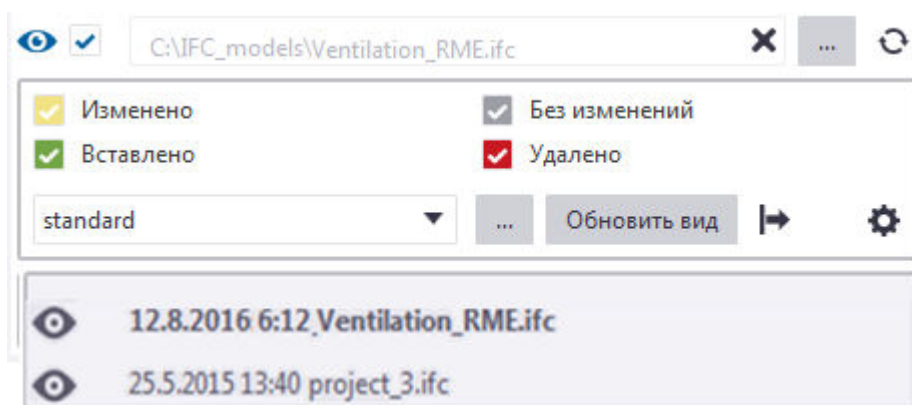 C:\IFC_models\Ventilation_RME.ifc ...
Изменено Без изменений
Вставлено Удалено
standard ... Обновить вид
12.8.2016 6:12 Ventilation_RME.ifc
25.5.2015 13:40 project_3.ifc